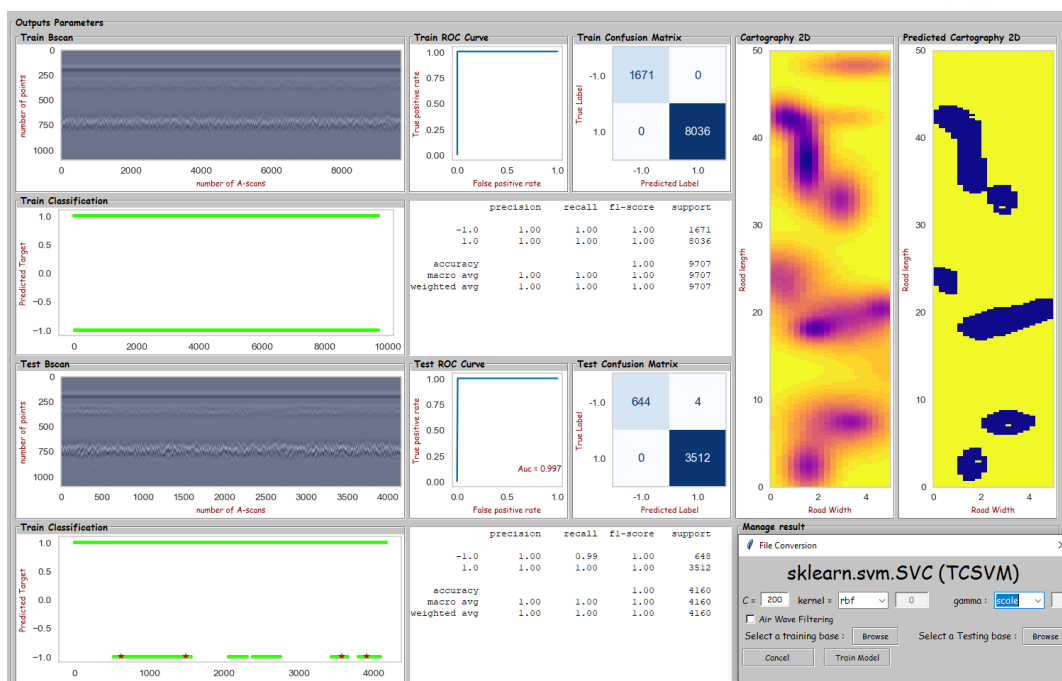 Outputs Parameters
Train Bscan
number of points
0
250
500
750
1000
0 2000 4000 6000 8000
number of A-scans
Train ROC Curve
True positive rate
1.00
0.75
0.50
0.25
0.00
0.0 0.5 1.0
False positive rate
Train Confusion Matrix
True Label
-1.0 1671 0
1.0 0 8036
-1.0 1.0
Predicted Label
Train Classification
Predicted Target
1.0
0.5
0.0
−0.5
−1.0
0 2000 4000 6000 8000 10000
precision recall f1-score support
-1.0 1.00 1.00 1.00 1671
1.0 1.00 1.00 1.00 8036
accuracy 1.00 9707
macro avg 1.00 1.00 1.00 9707
weighted avg 1.00 1.00 1.00 9707
Test Bscan
number of points
0
250
500
750
1000
0 500 1000 1500 2000 2500 3000 3500 4000
number of A-scans
Test ROC Curve
True positive rate
1.00
0.75
0.50
0.25
0.00
Auc = 0.997
0.0 0.5 1.0
False positive rate
Test Confusion Matrix
True Label
-1.0 644 4
1.0 0 3512
-1.0 1.0
Predicted Label
Train Classification
Predicted Target
1.0
0.5
0.0
−0.5
−1.0
0 1000 2000 3000 4000
precision recall f1-score support
-1.0 1.00 0.99 1.00 648
1.0 1.00 1.00 1.00 3512
accuracy 1.00 4160
macro avg 1.00 1.00 1.00 4160
weighted avg 1.00 1.00 1.00 4160
Cartography 2D
Road length
50
40
30
20
10
0
2 4
Road Width
Predicted Cartography 2D
Road length
50
40
30
20
10
0
0 2 4
Road Width
Manage result
File Conversion
sklearn.svm.SVC (TCSVM)
C = 200 kernel = rbf 0 gamma : scale
Air Wave Filtering
Select a training base : Browse Select a Testing base : Browse
Cancel Train Model